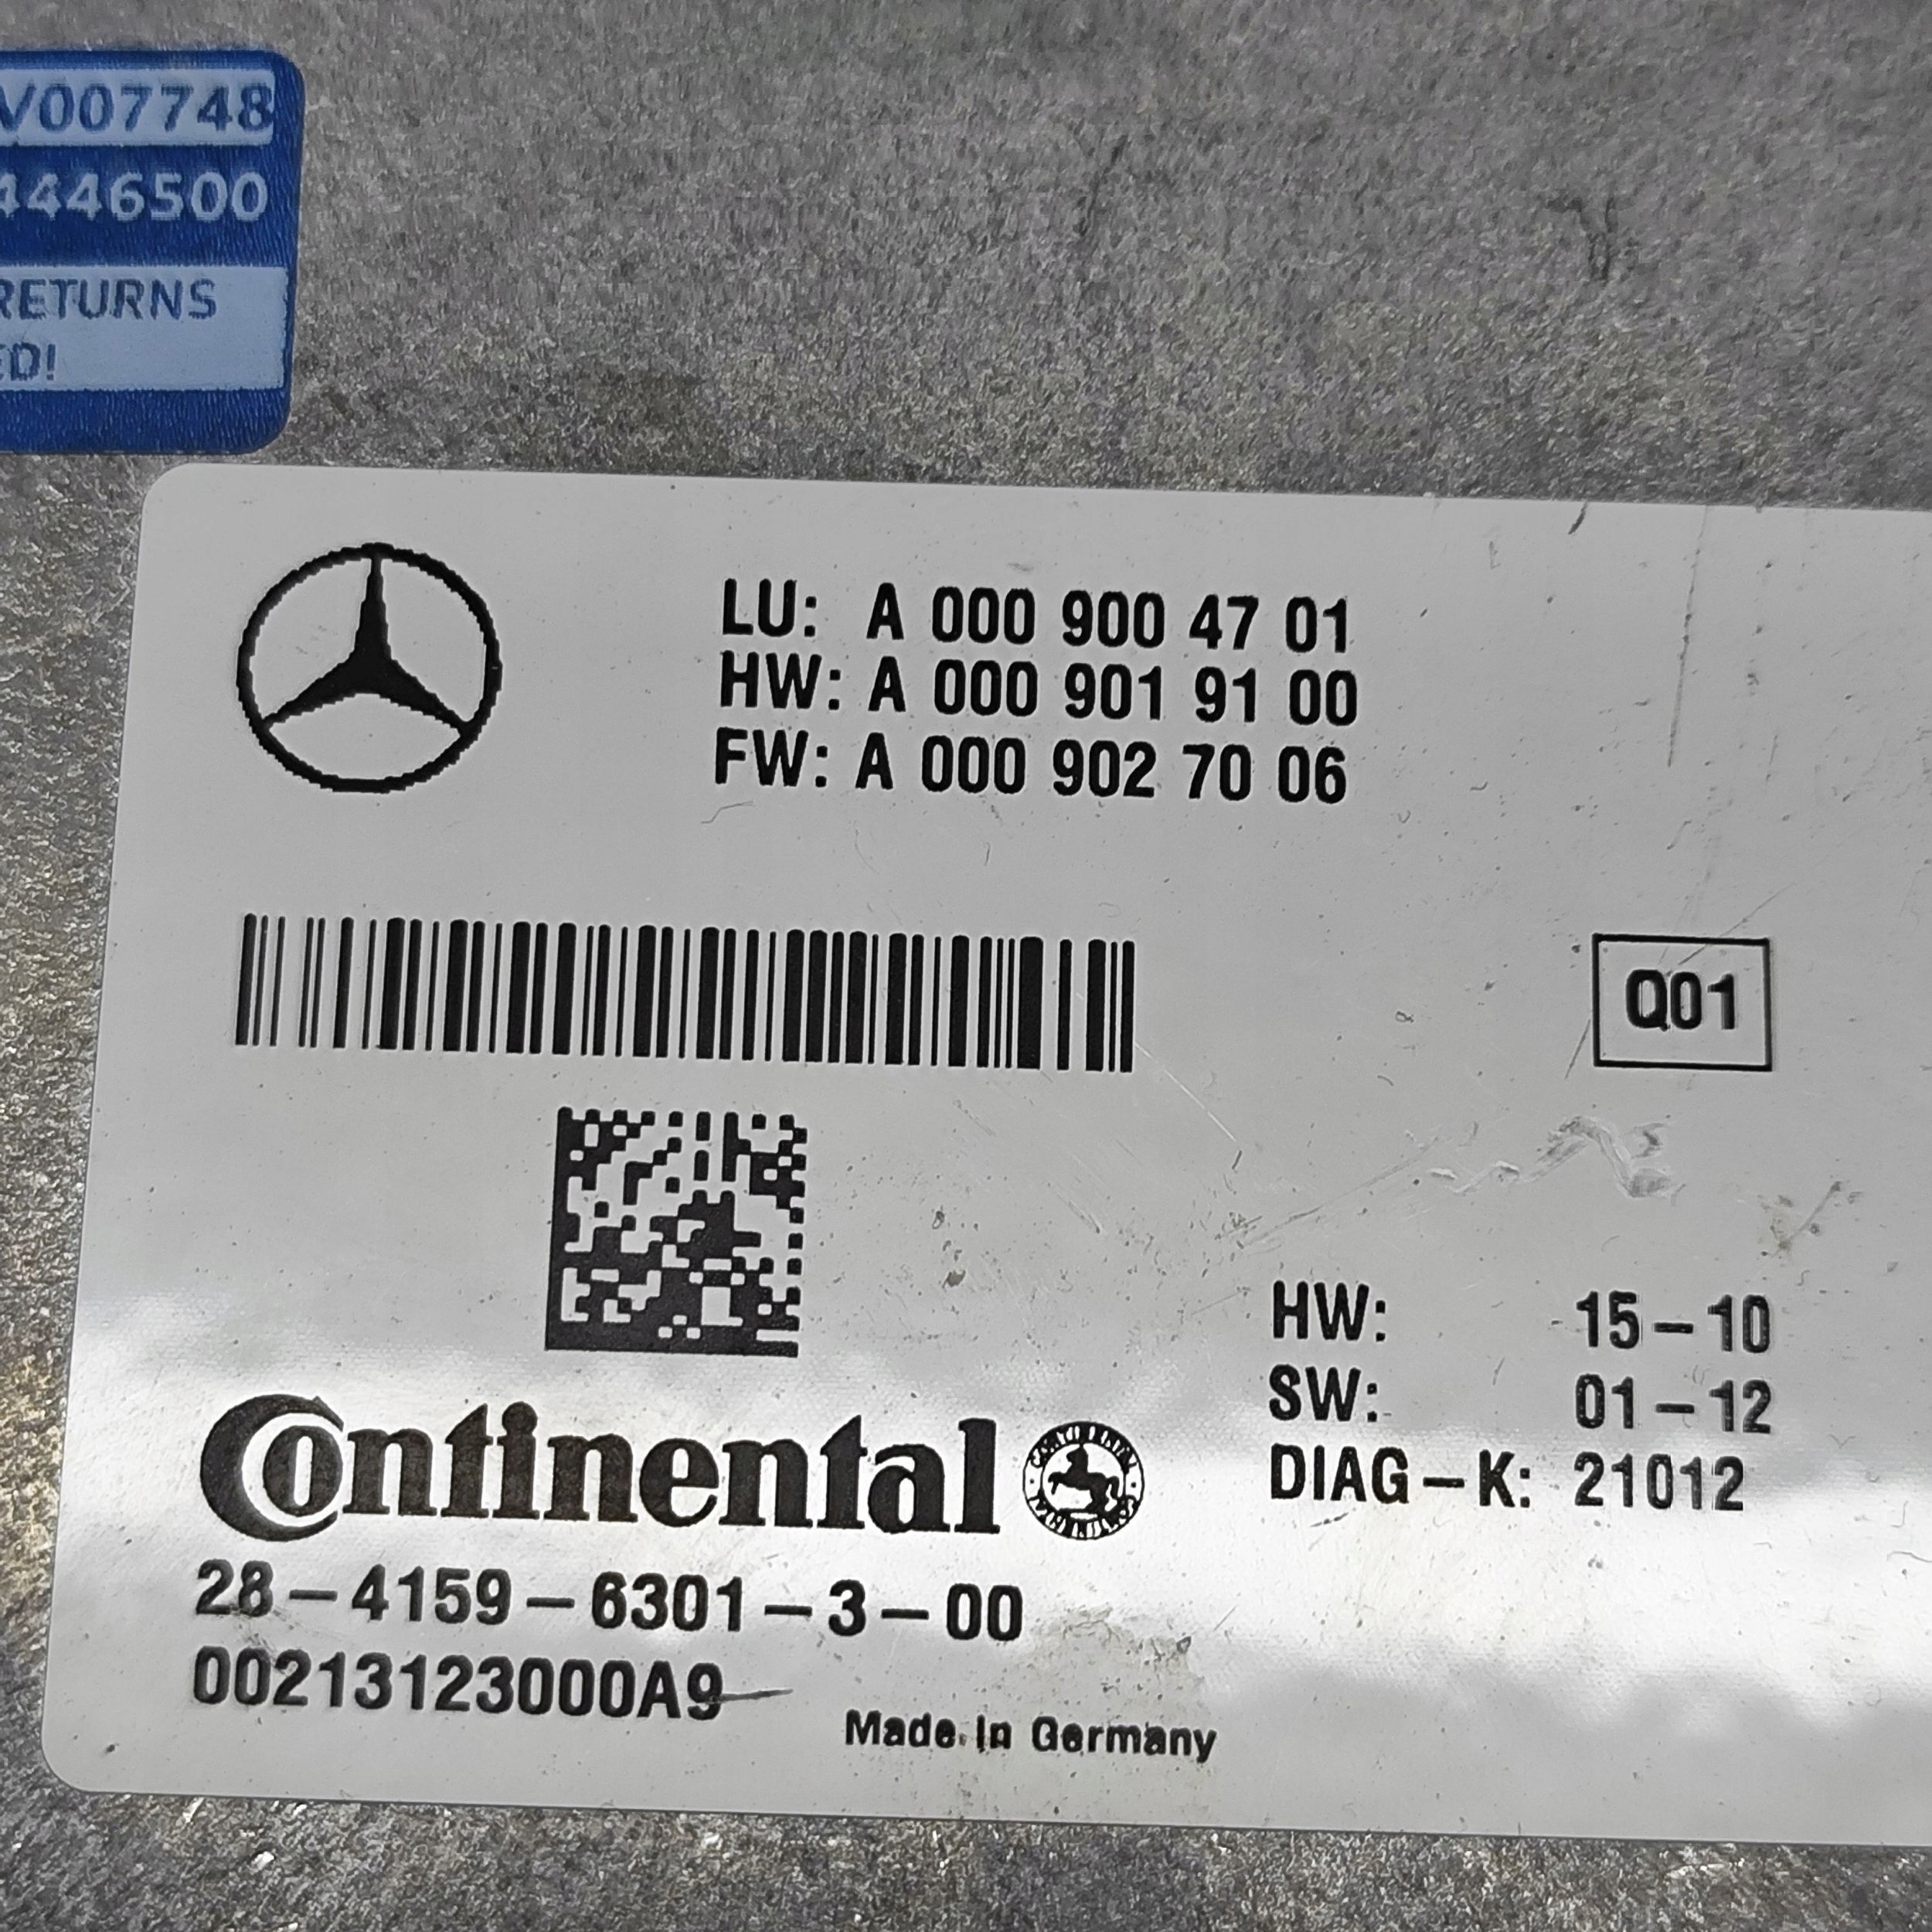 V007748
4446500
RETURNS
ED!
LU: A 000 900 47 01
HW: A 000 901 91 00
FW: A 000 902 70 06
Q01
HW: 15-10
SW: 01-12
DIAG-K: 21012
Continental
28-4159-6301-3-00
00213123000A9
Made In Germany